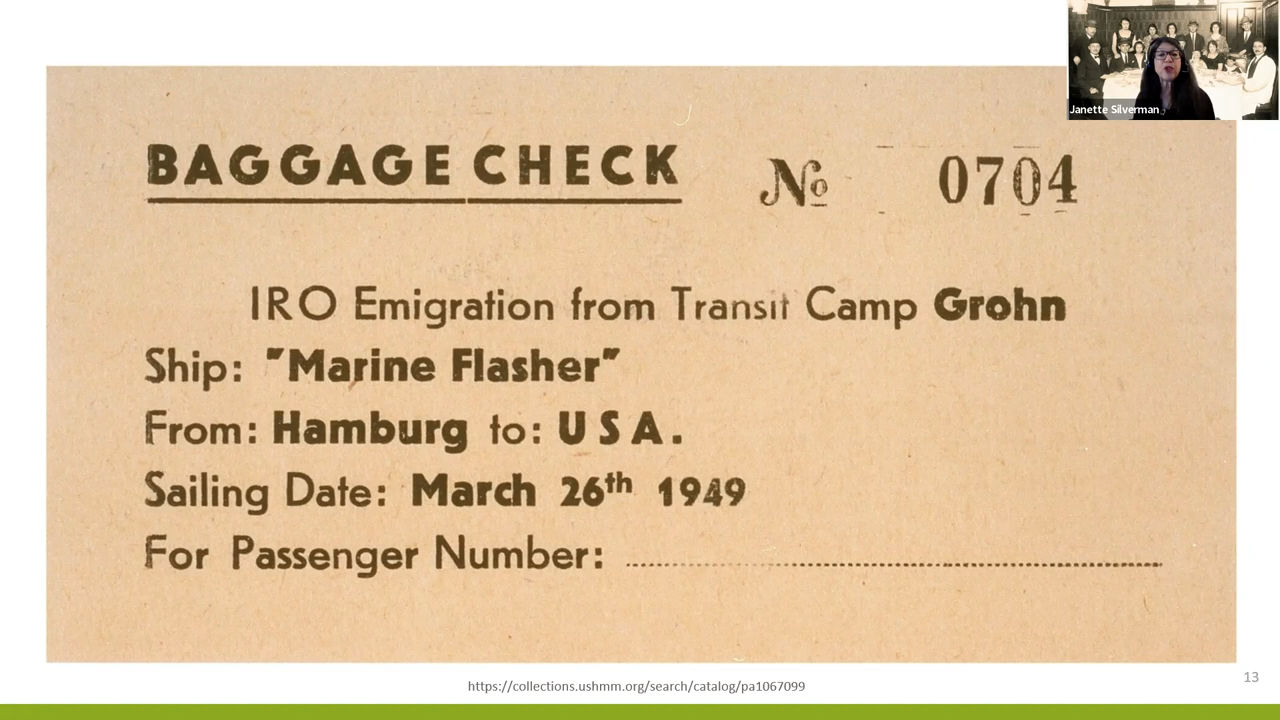 Janette Silverman
BAGGAGE CHECK № 0704
IRO Emigration from Transit Camp Grohn
Ship: "Marine Flasher"
From: Hamburg to: U S A.
Sailing Date: March 26th 1949
For Passenger Number: ........................................
https://collections.ushmm.org/search/catalog/pa1067099
13